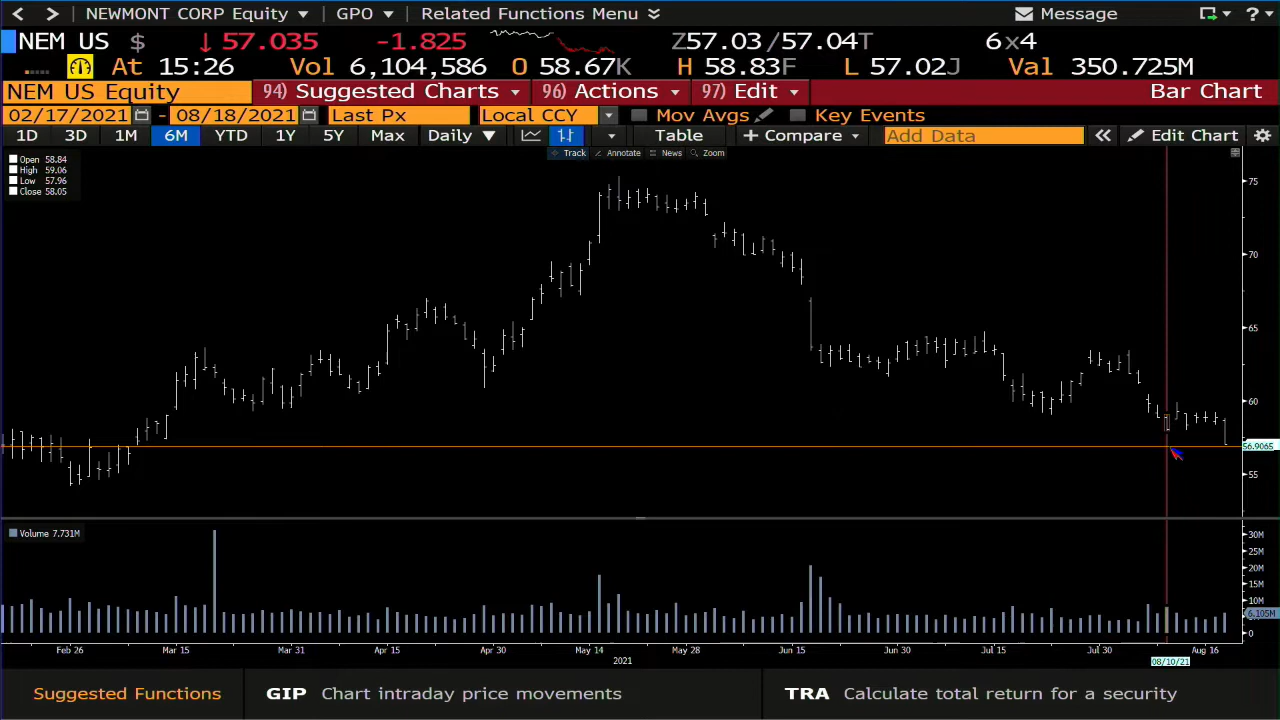 NEWMONT CORP Equity GPO Related Functions Menu Message ?
NEM US $ ↓57.035 -1.825 Z57.03/57.04T 6x4
At 15:26 Vol 6,104,586 O 58.67K H 58.83F L 57.02J Val 350.725M
NEM US Equity 94) Suggested Charts 96) Actions 97) Edit Bar Chart
02/17/2021 - 08/18/2021 Last Px Local CCY Mov Avgs Key Events
1D 3D 1M 6M YTD 1Y 5Y Max Daily ▼ Table + Compare Add Data « Edit Chart
Track Annotate News Zoom
Open 58.84
High 59.06
Low 57.96
Close 58.05
75
70
65
60
56.9065
55
Volume 7.731M
30M
25M
20M
15M
10M
6.105M
0
Feb 26 Mar 15 Mar 31 Apr 15 Apr 30 May 14 May 28 Jun 15 Jun 30 Jul 15 Jul 30 Aug 16
2021 08/10/21
Suggested Functions GIP Chart intraday price movements TRA Calculate total return for a security